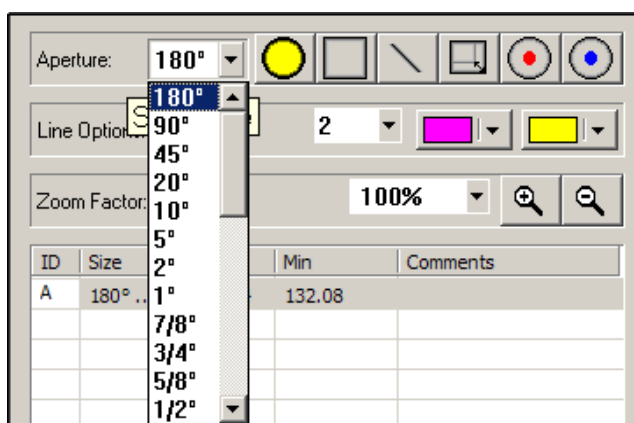 Aperture: 180°
180°
90°
45°
20°
10°
5°
2°
1°
7/8°
3/4°
5/8°
1/2°
Line Option 2
Zoom Factor: 100%
ID Size Min Comments
A 180° .. 132.08